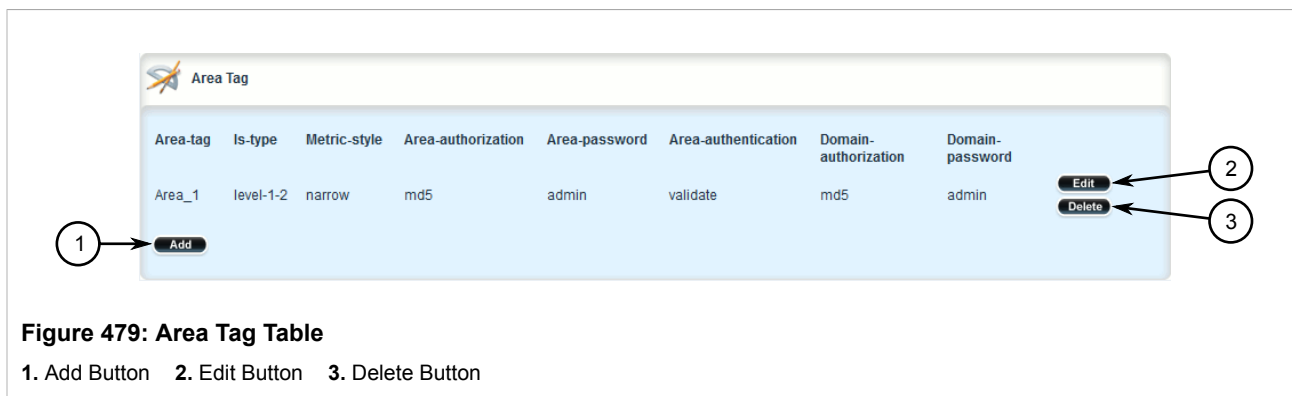 Area Tag
Area-tag Is-type Metric-style Area-authorization Area-password Area-authentication Domain-authorization Domain-password
Area_1 level-1-2 narrow md5 admin validate md5 admin
Edit
Delete
Add
1
2
3
Figure 479: Area Tag Table
1. Add Button 2. Edit Button 3. Delete Button